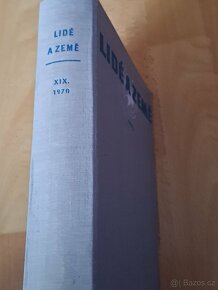 LIDÉ
A ZEMĚ
XIX.
1970
LIDÉ A ZEMĚ
Bazos.cz